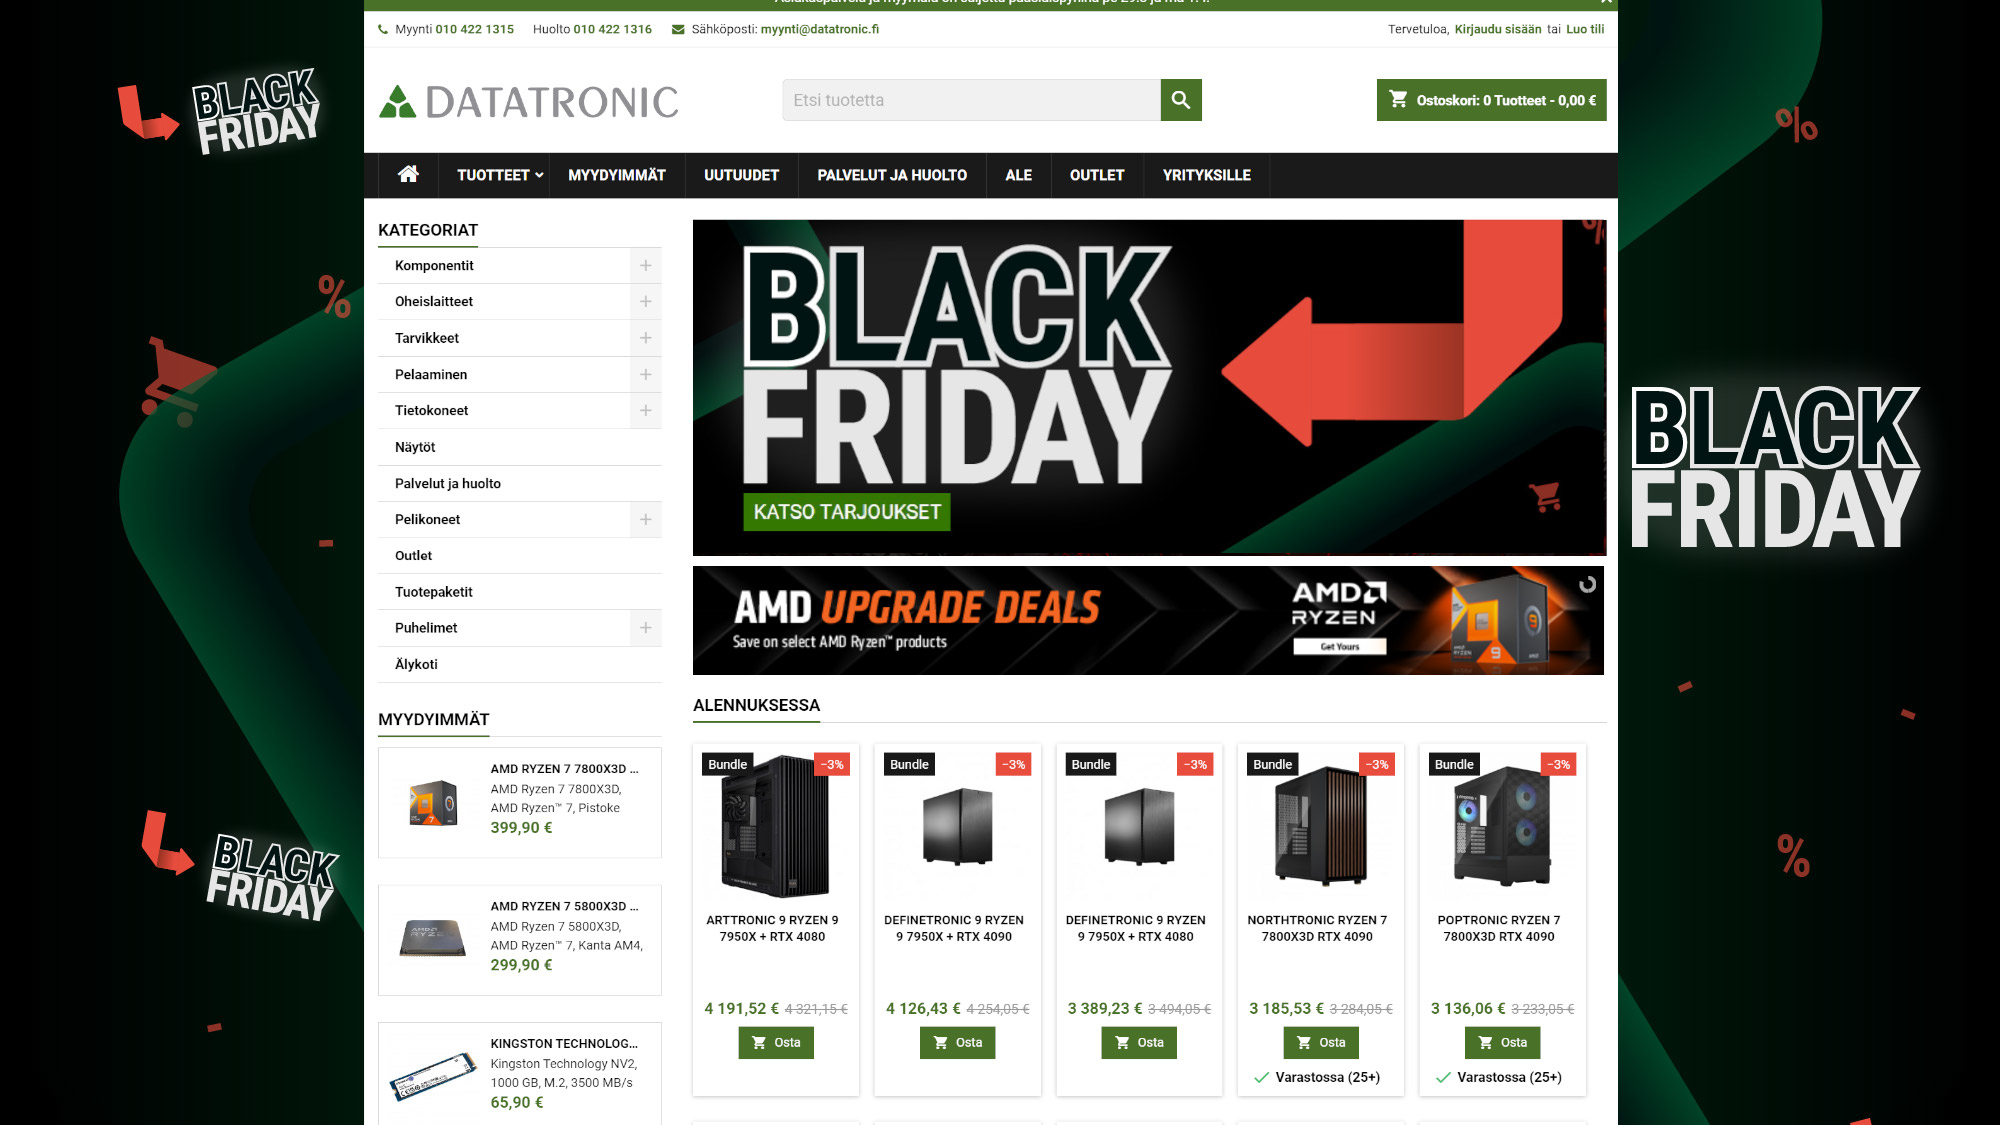 Myynti 010 422 1315 Huolto 010 422 1316 Sähköposti: myynti@datatronic.fi
Tervetuloa, Kirjaudu sisään tai Luo tili
DATATRONIC
Etsi tuotetta
Ostoskori: 0 Tuotteet - 0,00 €
TUOTTEET
MYYDYIMMÄT
UUTUUDET
PALVELUT JA HUOLTO
ALE
OUTLET
YRITYKSILLE
BLACK
FRIDAY
%
BLACK
FRIDAY
%
BLACK
FRIDAY
%
%
KATEGORIAT
Komponentit
Oheislaitteet
Tarvikkeet
Pelaaminen
Tietokoneet
Näytöt
Palvelut ja huolto
Pelikoneet
Outlet
Tuotepaketit
Puhelimet
Älykoti
MYYDYIMMÄT
AMD RYZEN 7 7800X3D ...
AMD Ryzen 7 7800X3D,
AMD Ryzen™ 7, Pistoke
399,90 €
AMD RYZEN 7 5800X3D ...
AMD Ryzen 7 5800X3D,
AMD Ryzen™ 7, Kanta AM4,
299,90 €
KINGSTON TECHNOLOG...
Kingston Technology NV2,
1000 GB, M.2, 3500 MB/s
65,90 €
BLACK
FRIDAY
KATSO TARJOUKSET
AMD UPGRADE DEALS
Save on select AMD Ryzen™ products
AMD
RYZEN
Get Yours
ALENNUKSESSA
Bundle
−3%
ARTTRONIC 9 RYZEN 9
7950X + RTX 4080
4 191,52 € 4 321,15 €
Osta
Bundle
−3%
DEFINETRONIC 9 RYZEN
9 7950X + RTX 4090
4 126,43 € 4 254,05 €
Osta
Bundle
−3%
DEFINETRONIC 9 RYZEN
9 7950X + RTX 4080
3 389,23 € 3 494,05 €
Osta
Bundle
−3%
NORTHTRONIC RYZEN 7
7800X3D RTX 4090
3 185,53 € 3 284,05 €
Osta
Varastossa (25+)
Bundle
−3%
POPTRONIC RYZEN 7
7800X3D RTX 4090
3 136,06 € 3 233,05 €
Osta
Varastossa (25+)
BLACK
FRIDAY